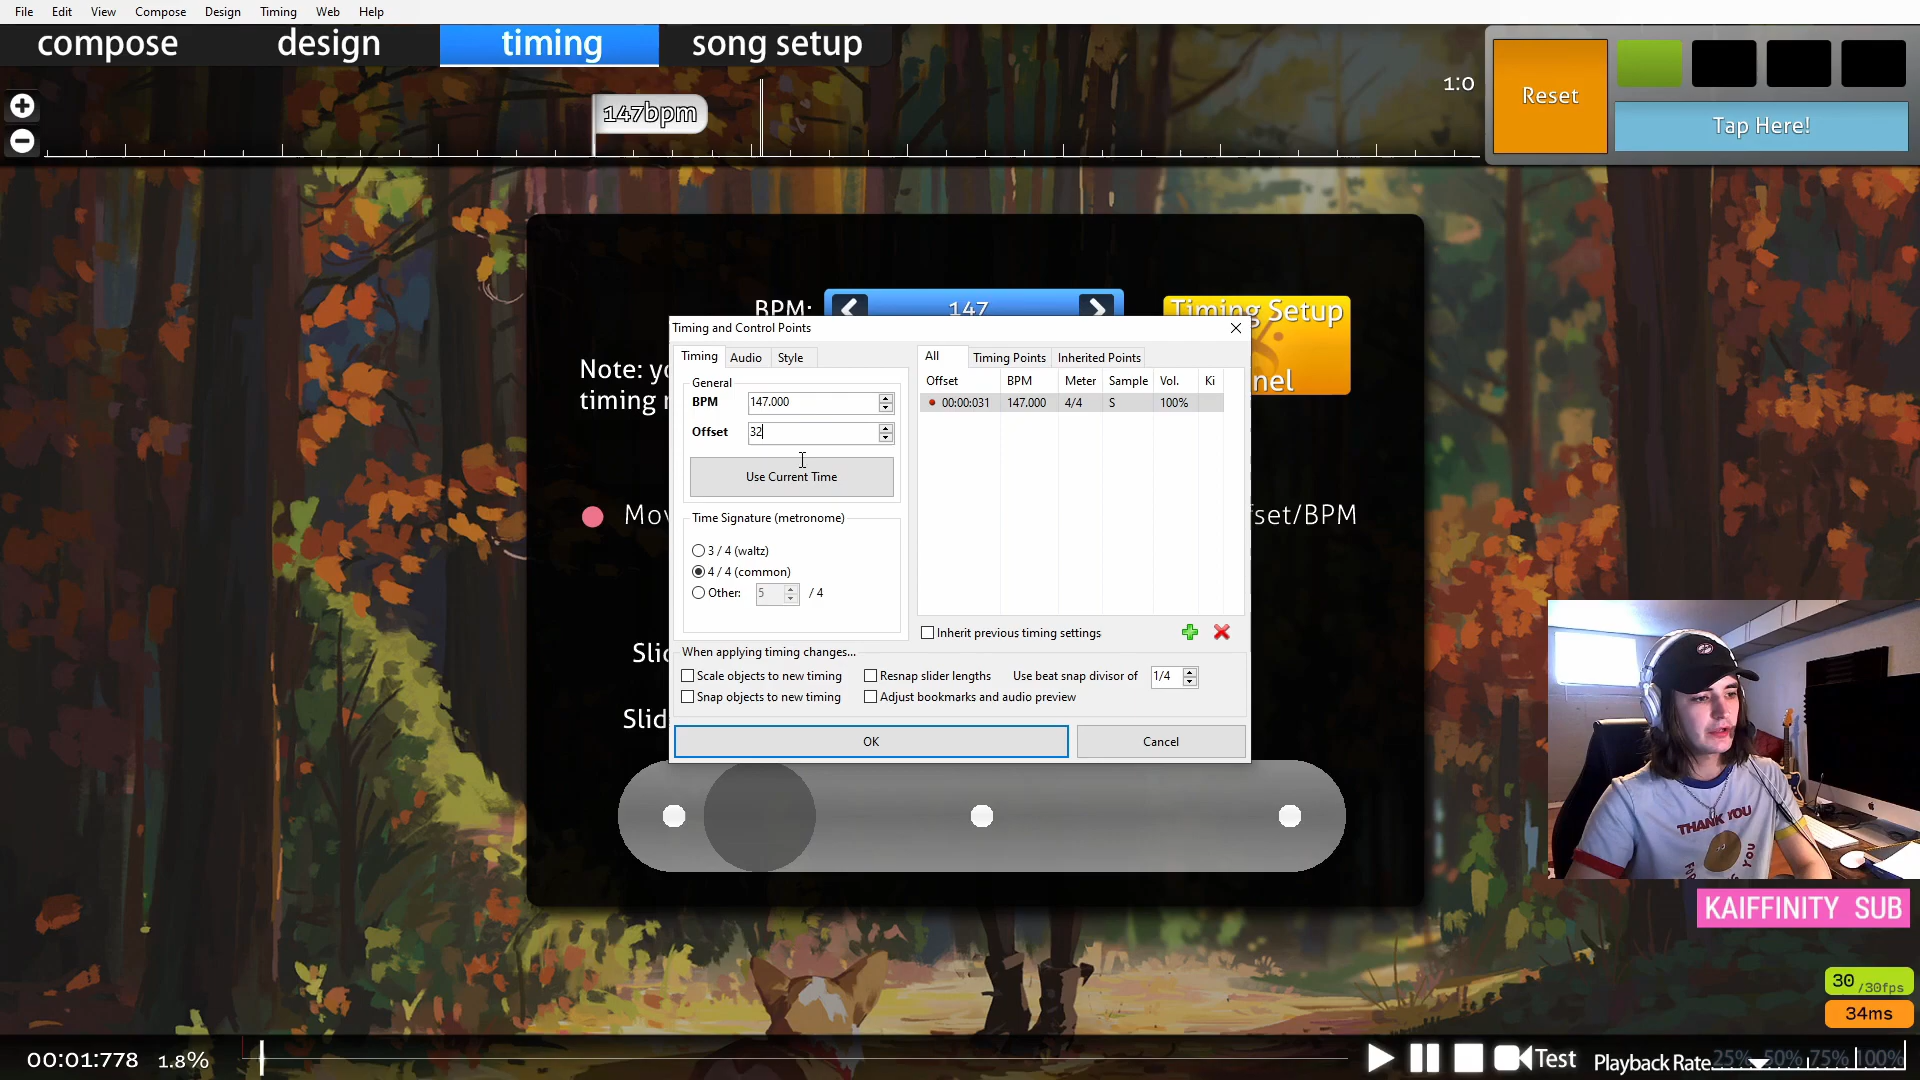 File Edit View Compose Design Timing Web Help
compose design timing song setup
147bpm
1:0
Reset
Tap Here!
BPM: 147
Timing Setup
Timing and Control Points
Timing Audio Style
General
BPM 147.000
Offset 32
Use Current Time
Time Signature (metronome)
3 / 4 (waltz)
4 / 4 (common)
Other: 5 / 4
All Timing Points Inherited Points
Offset BPM Meter Sample Vol. Ki
00:00:031 147.000 4/4 S 100%
Inherit previous timing settings
When applying timing changes...
Scale objects to new timing Resnap slider lengths Use beat snap divisor of 1/4
Snap objects to new timing Adjust bookmarks and audio preview
OK Cancel
Note:
timing
nel
set/BPM
THANK YOU
YOU
KAIFFINITY SUB
30 /30fps
34ms
00:01:778 1.8%
Test Playback Rate 25% 50% 75% 100%